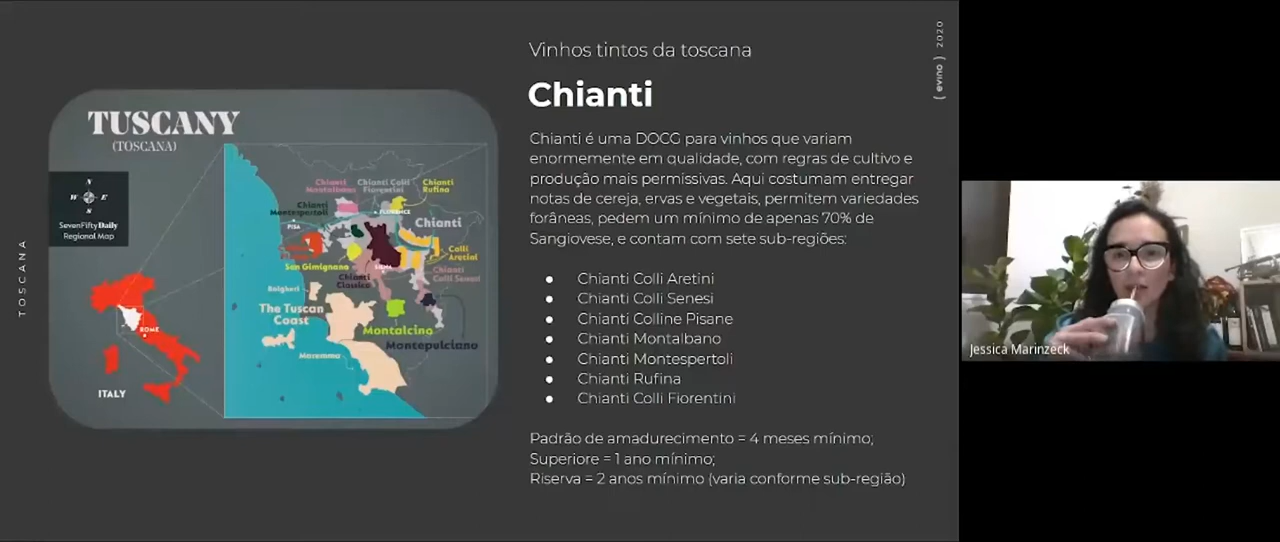 Vinhos tintos da toscana
Chianti
Chianti é uma DOCG para vinhos que variam
enormemente em qualidade, com regras de cultivo e
produção mais permissivas. Aqui costumam entregar
notas de cereja, ervas e vegetais, permitem variedades
forâneas, pedem um mínimo de apenas 70% de
Sangiovese, e contam com sete sub-regiões:
● Chianti Colli Aretini
● Chianti Colli Senesi
● Chianti Colline Pisane
● Chianti Montalbano
● Chianti Montespertoli
● Chianti Rufina
● Chianti Colli Fiorentini
Padrão de amadurecimento = 4 meses mínimo;
Superiore = 1 ano mínimo;
Riserva = 2 anos mínimo (varia conforme sub-região)
( evino ) 2020
TOSCANA
TUSCANY
(TOSCANA)
N
W E
S
SevenFifty Daily
Regional Map
ROME
ITALY
Chianti
Montalbano
Chianti Colli
Fiorentini
Chianti
Rufina
Chianti
Montespertoli
FLORENCE
PISA
Chianti
Colli
Aretini
San Gimignano
SIENA
Chianti
Classico
Chianti
Colli Senesi
Bolgheri
The Tuscan
Coast
Montalcino
Montepulciano
Maremma
Jessica Marinzeck